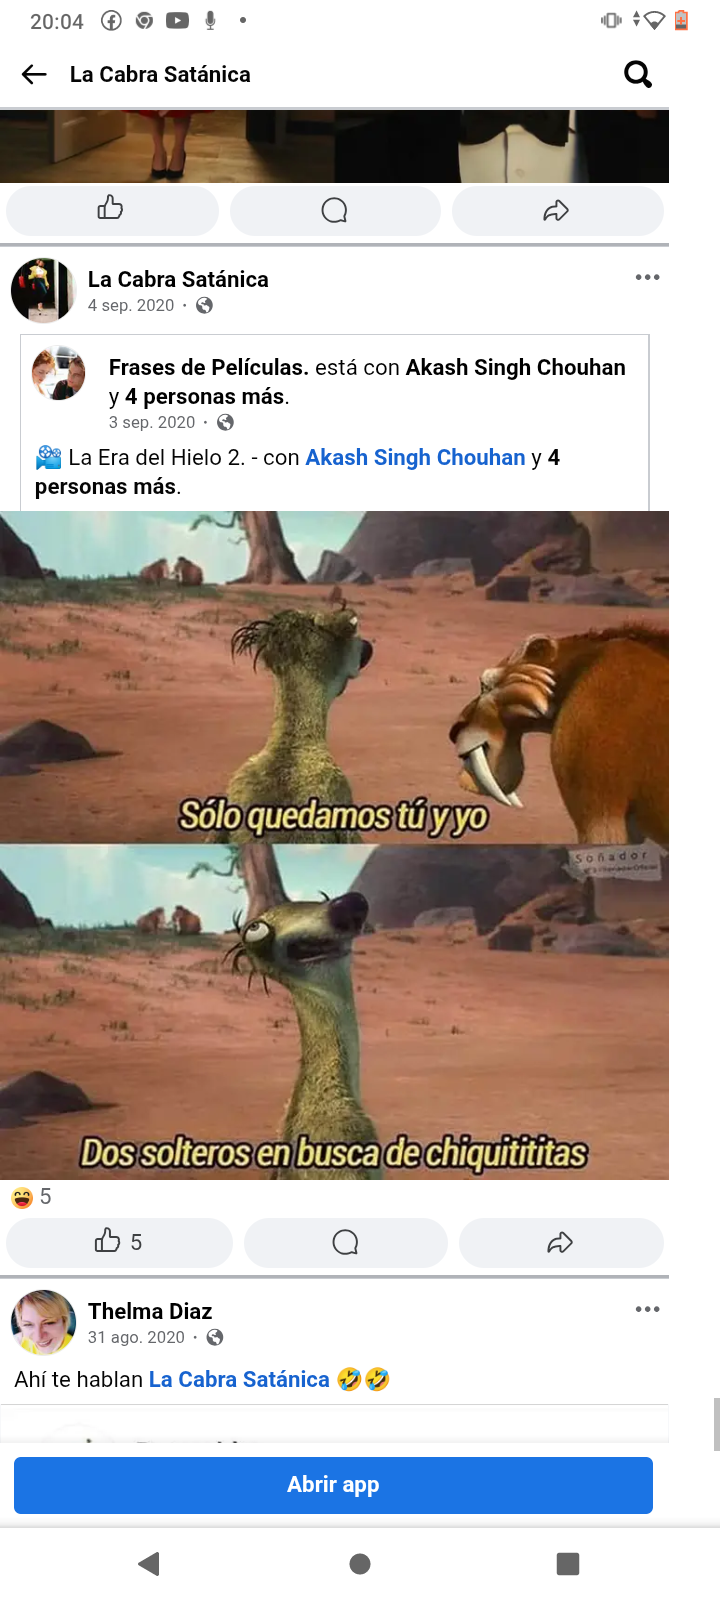 20:04
La Cabra Satánica
La Cabra Satánica
4 sep. 2020
Frases de Películas. está con Akash Singh Chouhan
y 4 personas más.
3 sep. 2020
La Era del Hielo 2. - con Akash Singh Chouhan y 4
personas más.
Sólo quedamos tú y yo
Soñador
Dos solteros en busca de chiquitititas
5
5
Thelma Diaz
31 ago. 2020
Ahí te hablan La Cabra Satánica
Abrir app